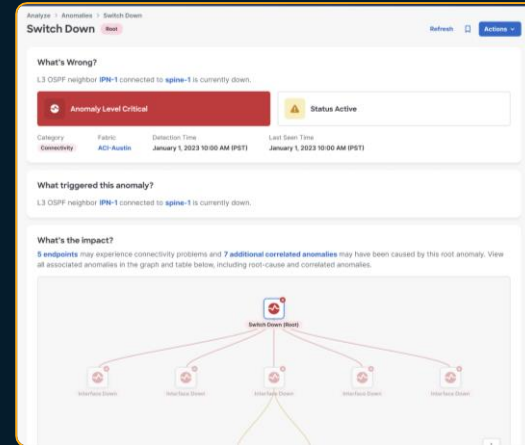 Analyze > Anomalies > Switch Down
Switch Down Root
Refresh Actions
What's Wrong?
L3 OSPF neighbor IPN-1 connected to spine-1 is currently down.
Anomaly Level Critical
Status Active
Category Fabric Detection Time Last Seen Time
Connectivity ACI-Austin January 1, 2023 10:00 AM (PST) January 1, 2023 10:00 AM (PST)
What triggered this anomaly?
L3 OSPF neighbor IPN-1 connected to spine-1 is currently down.
What's the impact?
5 endpoints may experience connectivity problems and 7 additional correlated anomalies may have been caused by this root anomaly. View
all associated anomalies in the graph and table below, including root-cause and correlated anomalies.
Switch Down (Root)
Interface Down Interface Down Interface Down Interface Down Interface Down